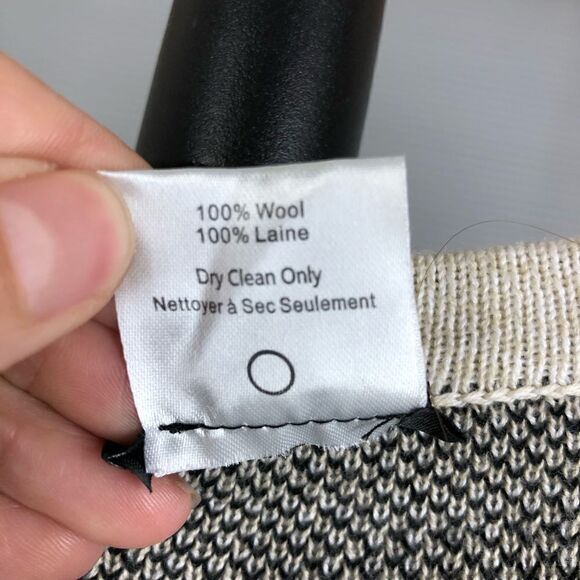 100% Wool
100% Laine
Dry Clean Only
Nettoyer à Sec Seulement